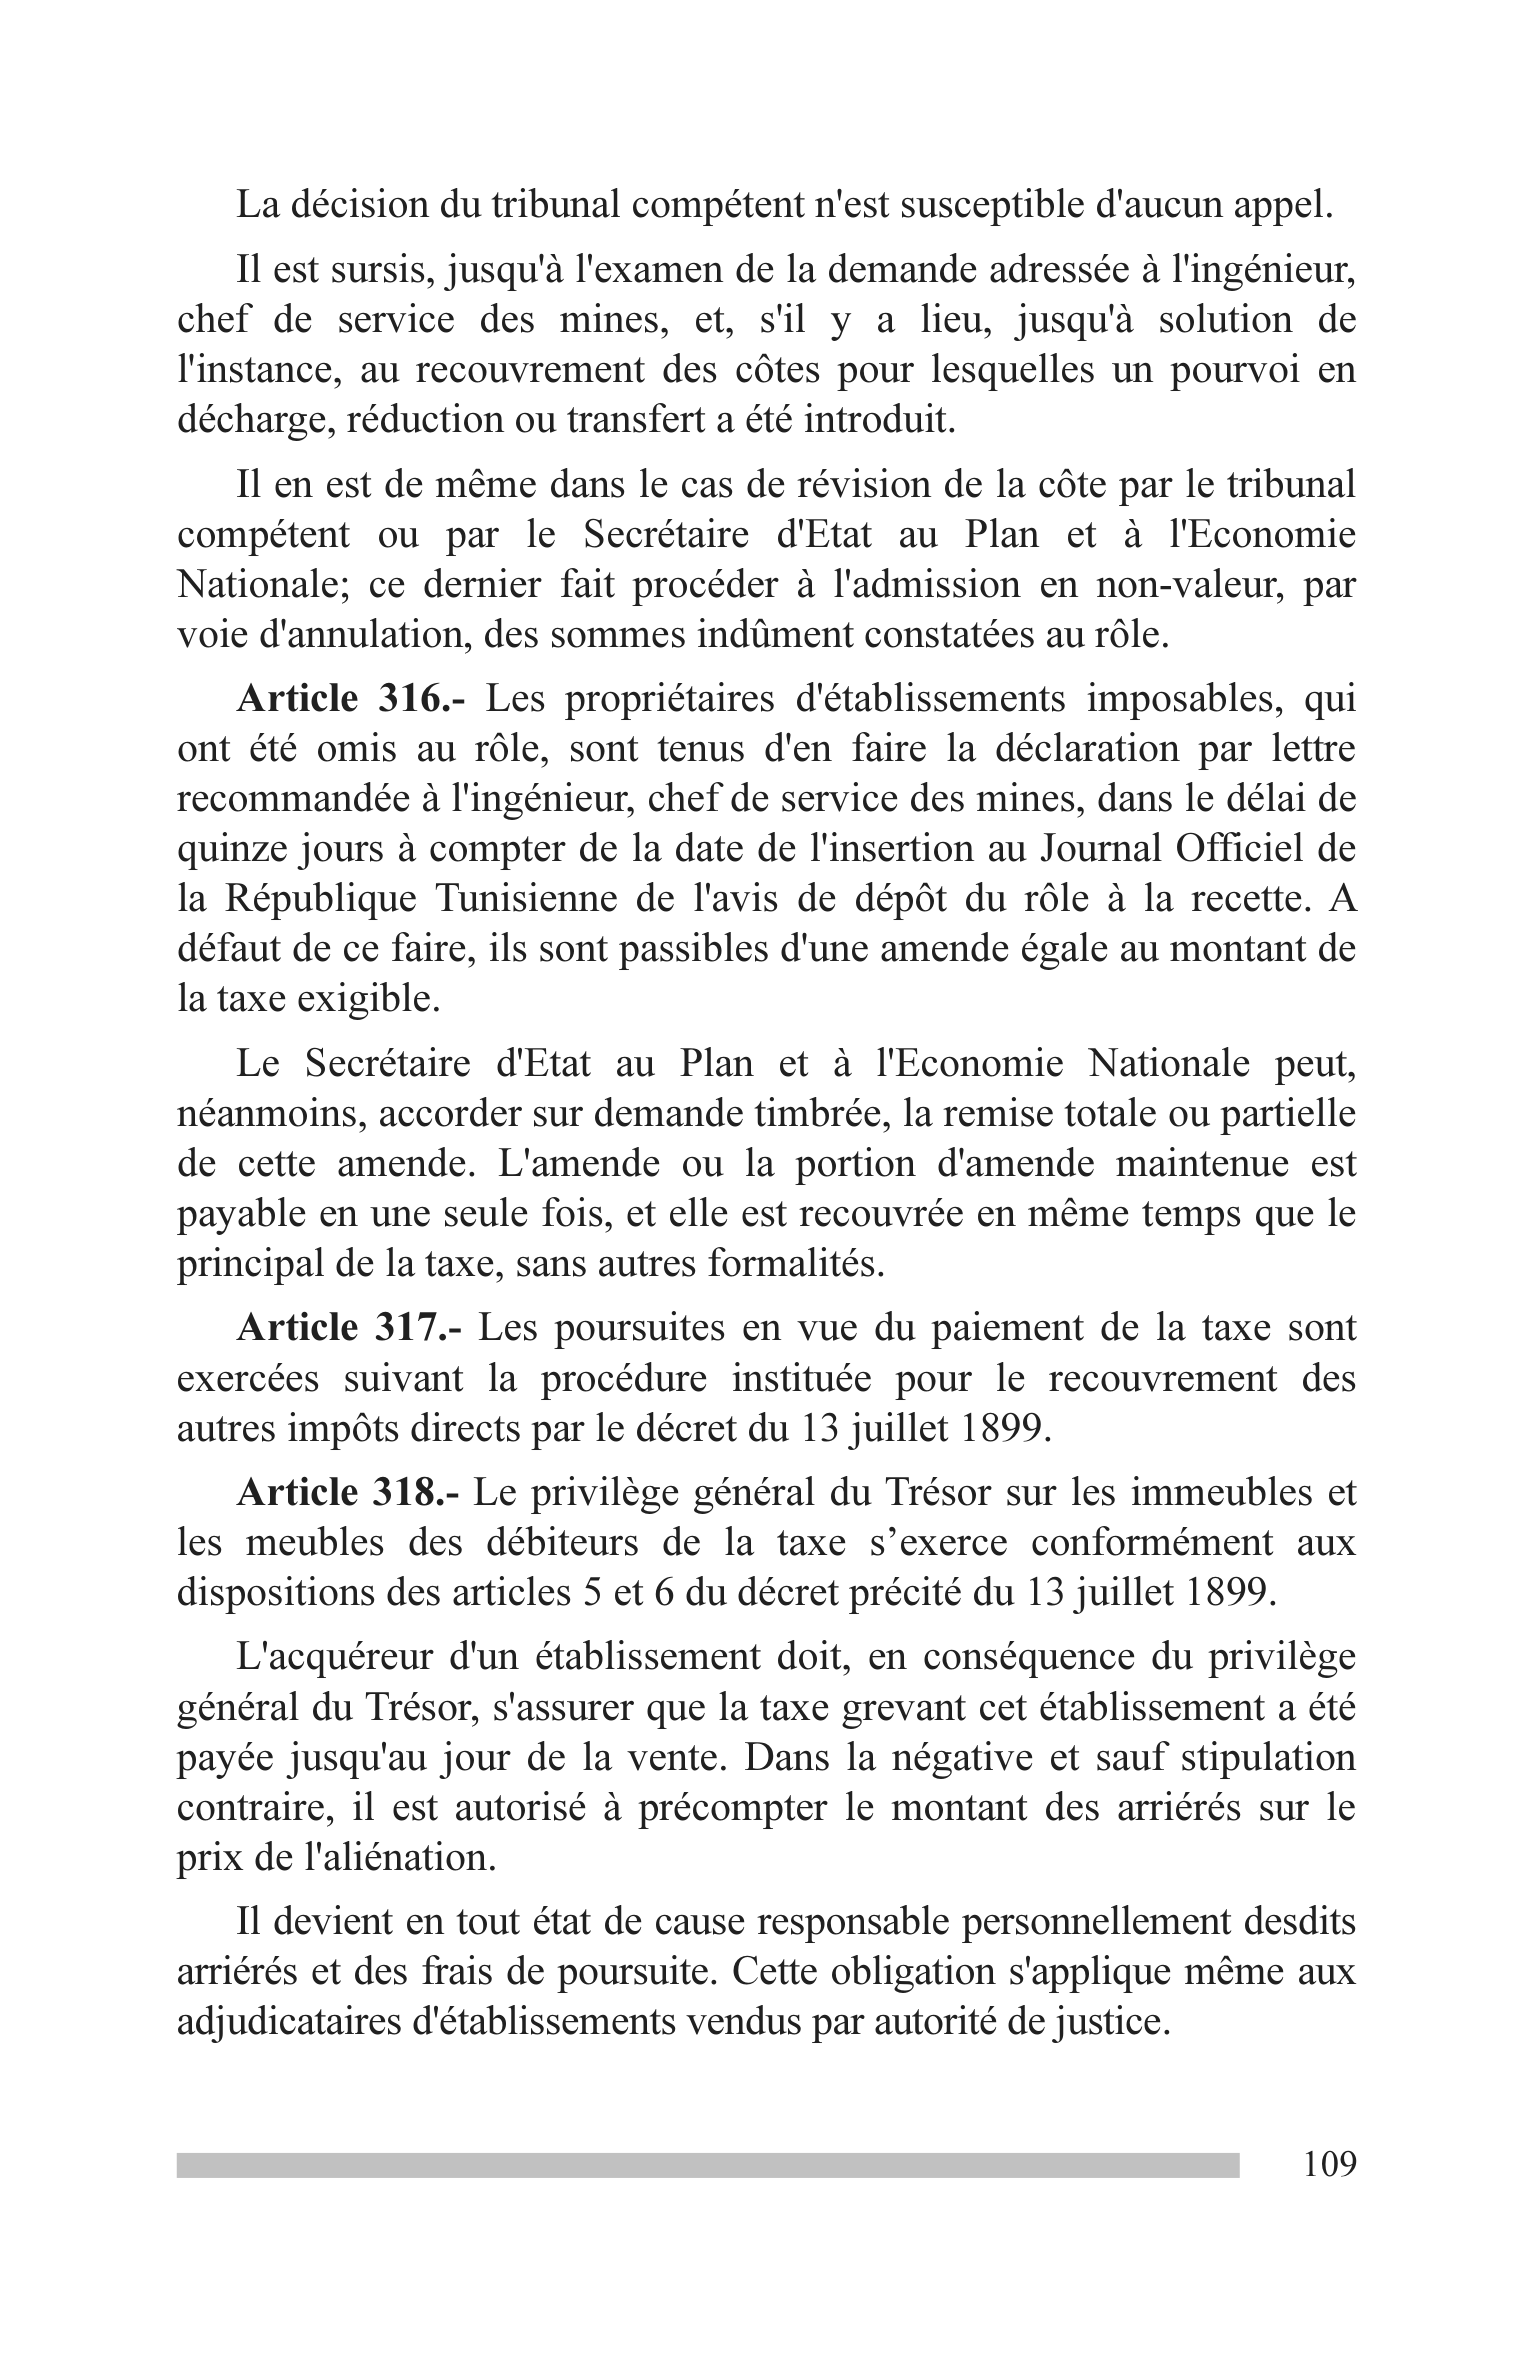 La décision du tribunal compétent n'est susceptible d'aucun appel.
Il est sursis, jusqu'à l'examen de la demande adressée à l'ingénieur,
chef de service des mines, et, s'il y a lieu, jusqu'à solution de
l'instance, au recouvrement des côtes pour lesquelles un pourvoi en
décharge, réduction ou transfert a été introduit.
Il en est de même dans le cas de révision de la côte par le tribunal
compétent ou par le Secrétaire d'Etat au Plan et à l'Economie
Nationale; ce dernier fait procéder à l'admission en non-valeur, par
voie d'annulation, des sommes indûment constatées au rôle.
Article 316.- Les propriétaires d'établissements imposables, qui
ont été omis au rôle, sont tenus d'en faire la déclaration par lettre
recommandée à l'ingénieur, chef de service des mines, dans le délai de
quinze jours à compter de la date de l'insertion au Journal Officiel de
la République Tunisienne de l'avis de dépôt du rôle à la recette. A
défaut de ce faire, ils sont passibles d'une amende égale au montant de
la taxe exigible.
Le Secrétaire d'Etat au Plan et à l'Economie Nationale peut,
néanmoins, accorder sur demande timbrée, la remise totale ou partielle
de cette amende. L'amende ou la portion d'amende maintenue est
payable en une seule fois, et elle est recouvrée en même temps que le
principal de la taxe, sans autres formalités.
Article 317.- Les poursuites en vue du paiement de la taxe sont
exercées suivant la procédure instituée pour le recouvrement des
autres impôts directs par le décret du 13 juillet 1899.
Article 318.- Le privilège général du Trésor sur les immeubles et
les meubles des débiteurs de la taxe s’exerce conformément aux
dispositions des articles 5 et 6 du décret précité du 13 juillet 1899.
L'acquéreur d'un établissement doit, en conséquence du privilège
général du Trésor, s'assurer que la taxe grevant cet établissement a été
payée jusqu'au jour de la vente. Dans la négative et sauf stipulation
contraire, il est autorisé à précompter le montant des arriérés sur le
prix de l'aliénation.
Il devient en tout état de cause responsable personnellement desdits
arriérés et des frais de poursuite. Cette obligation s'applique même aux
adjudicataires d'établissements vendus par autorité de justice.
109